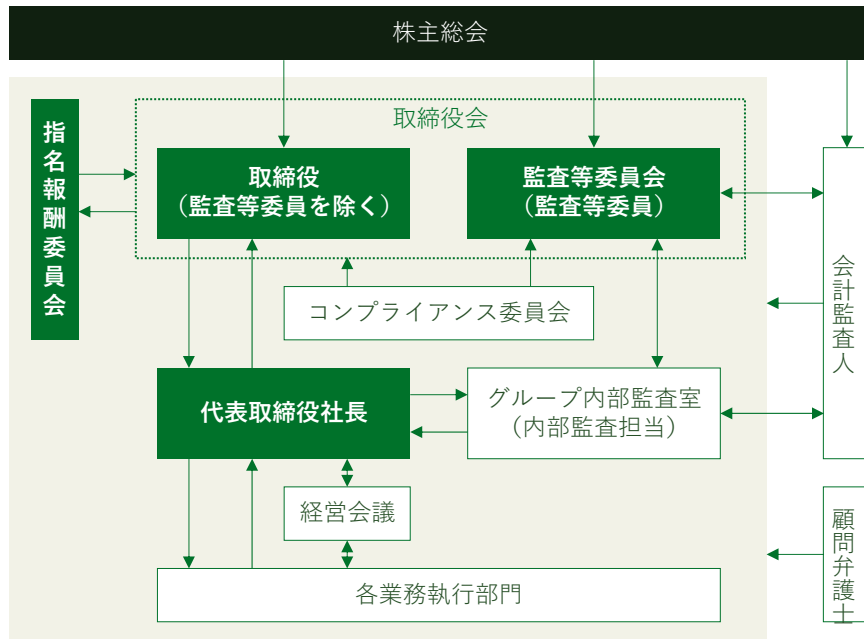 株主総会
取締役会
指名報酬委員会
取締役
（監査等委員を除く）
監査等委員会
（監査等委員）
会計監査人
コンプライアンス委員会
代表取締役社長
グループ内部監査室
（内部監査担当）
経営会議
顧問弁護士
各業務執行部門